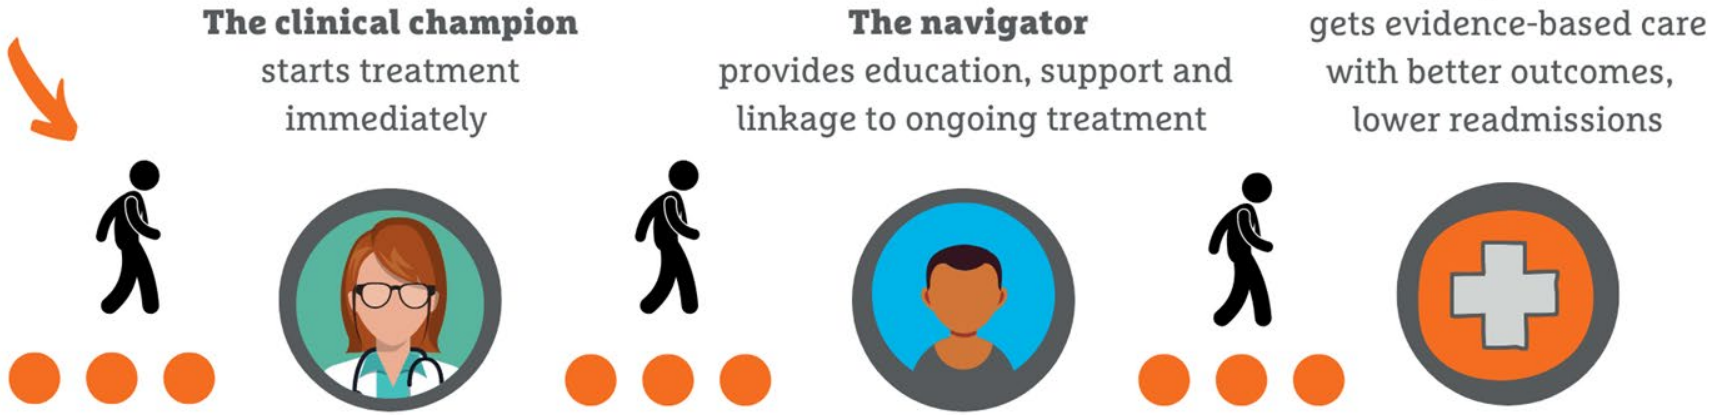 The clinical champion
starts treatment
immediately
The navigator
provides education, support and
linkage to ongoing treatment
gets evidence-based care
with better outcomes,
lower readmissions